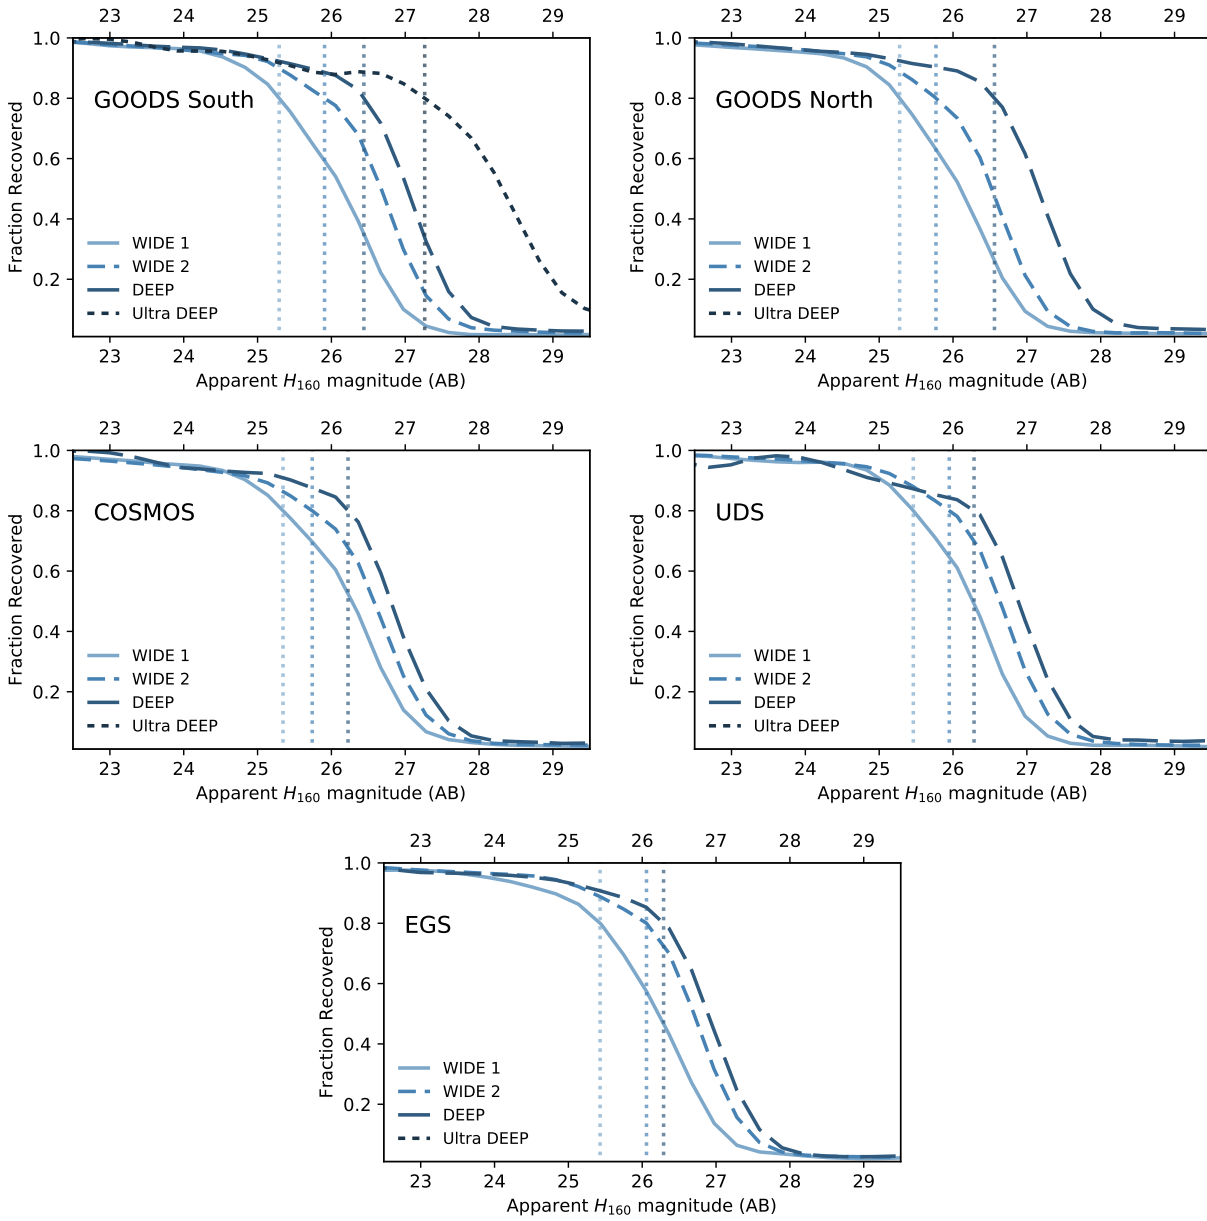 23 24 25 26 27 28 29
1.0
0.8
0.6
0.4
0.2
Fraction Recovered
GOODS South
WIDE 1
WIDE 2
DEEP
Ultra DEEP
23 24 25 26 27 28 29
Apparent H160 magnitude (AB)
23 24 25 26 27 28 29
1.0
0.8
0.6
0.4
0.2
Fraction Recovered
GOODS North
WIDE 1
WIDE 2
DEEP
Ultra DEEP
23 24 25 26 27 28 29
Apparent H160 magnitude (AB)
23 24 25 26 27 28 29
1.0
0.8
0.6
0.4
0.2
Fraction Recovered
COSMOS
WIDE 1
WIDE 2
DEEP
Ultra DEEP
23 24 25 26 27 28 29
Apparent H160 magnitude (AB)
23 24 25 26 27 28 29
1.0
0.8
0.6
0.4
0.2
Fraction Recovered
UDS
WIDE 1
WIDE 2
DEEP
Ultra DEEP
23 24 25 26 27 28 29
Apparent H160 magnitude (AB)
23 24 25 26 27 28 29
1.0
0.8
0.6
0.4
0.2
Fraction Recovered
EGS
WIDE 1
WIDE 2
DEEP
Ultra DEEP
23 24 25 26 27 28 29
Apparent H160 magnitude (AB)